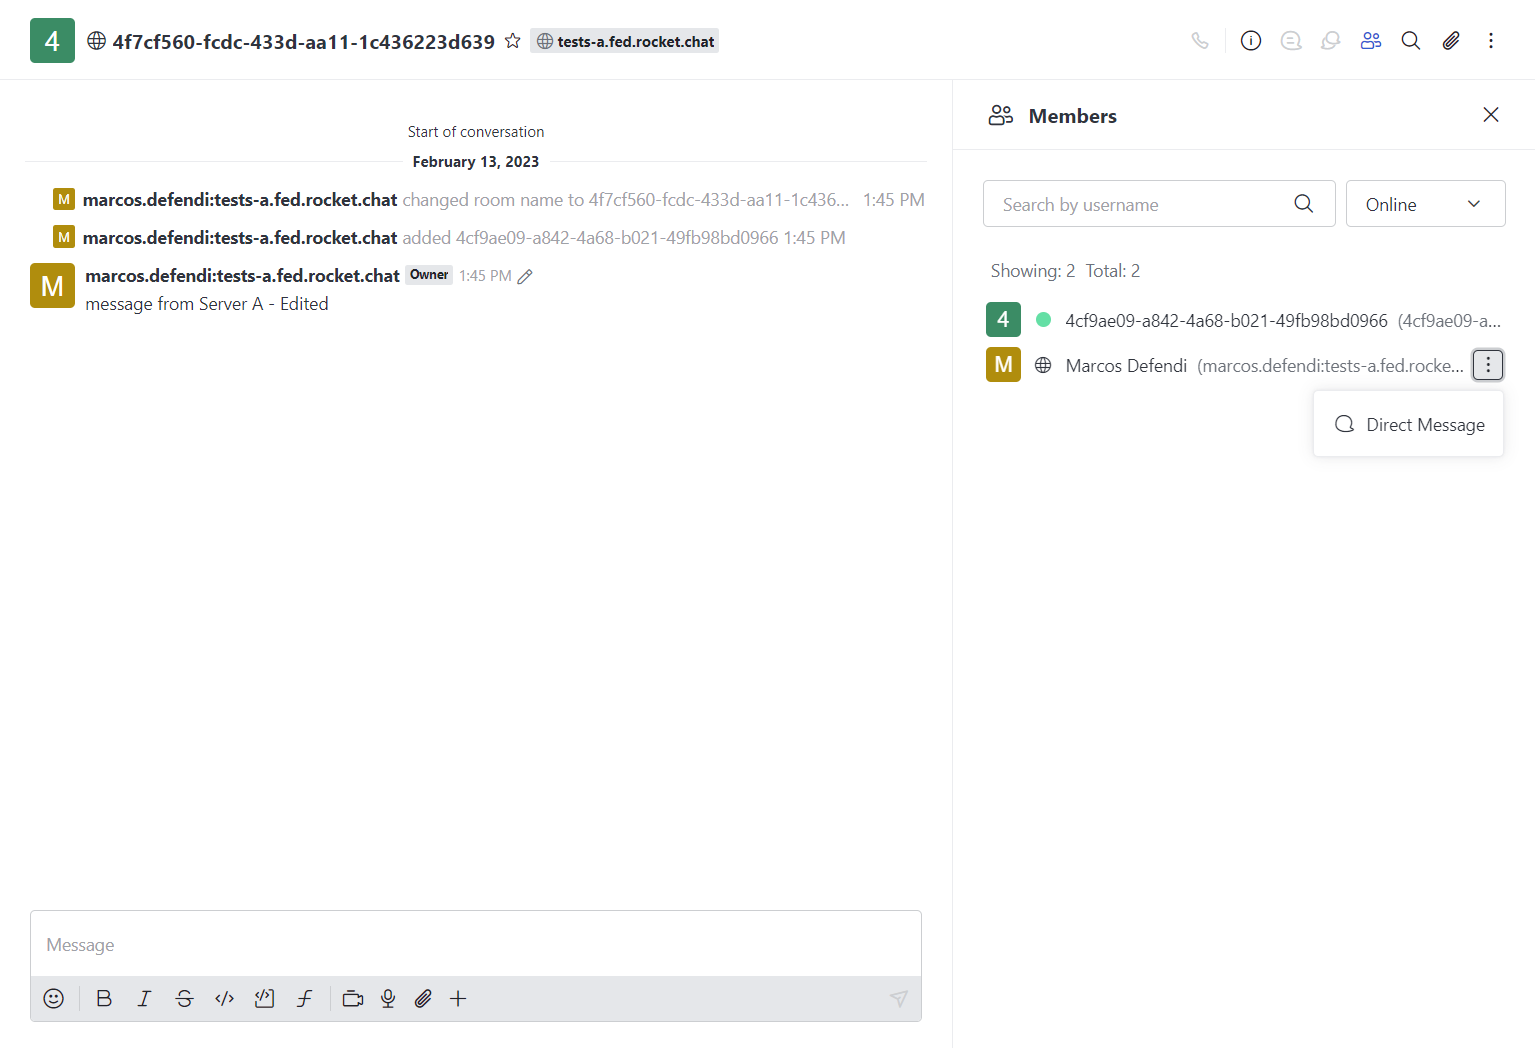 4 4f7cf560-fcdc-433d-aa11-1c436223d639 tests-a.fed.rocket.chat
Start of conversation
February 13, 2023
M marcos.defendi:tests-a.fed.rocket.chat changed room name to 4f7cf560-fcdc-433d-aa11-1c436... 1:45 PM
M marcos.defendi:tests-a.fed.rocket.chat added 4cf9ae09-a842-4a68-b021-49fb98bd0966 1:45 PM
M marcos.defendi:tests-a.fed.rocket.chat Owner 1:45 PM
message from Server A - Edited
Message
Members
Search by username
Online
Showing: 2 Total: 2
4 4cf9ae09-a842-4a68-b021-49fb98bd0966 (4cf9ae09-a...
M Marcos Defendi (marcos.defendi:tests-a.fed.rocke...
Direct Message